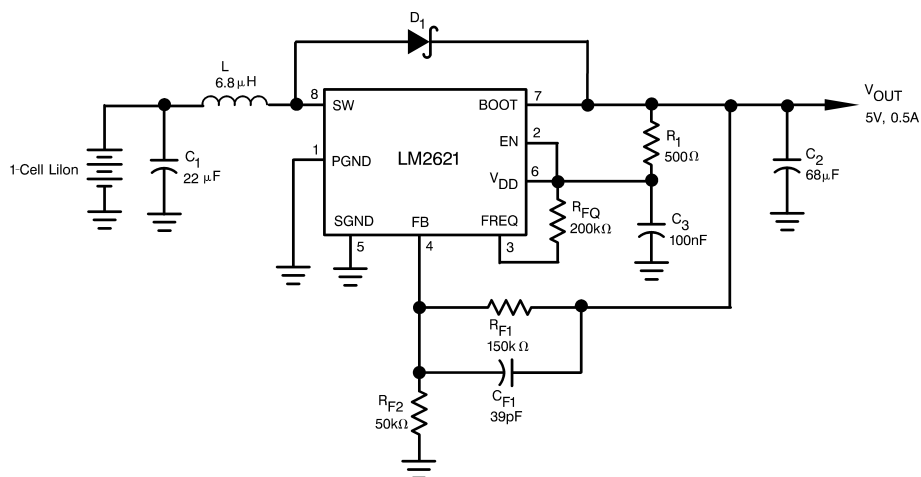 D1
L
6.8 μH
8
SW
BOOT
7
VOUT
5V, 0.5A
C1
22 μF
1-Cell LiIon
1
PGND
LM2621
EN
2
R1
500Ω
C2
68μF
VDD
6
SGND
FB
FREQ
RFQ
200kΩ
C3
100nF
5
4
3
RF1
150k Ω
CF1
39pF
RF2
50kΩ